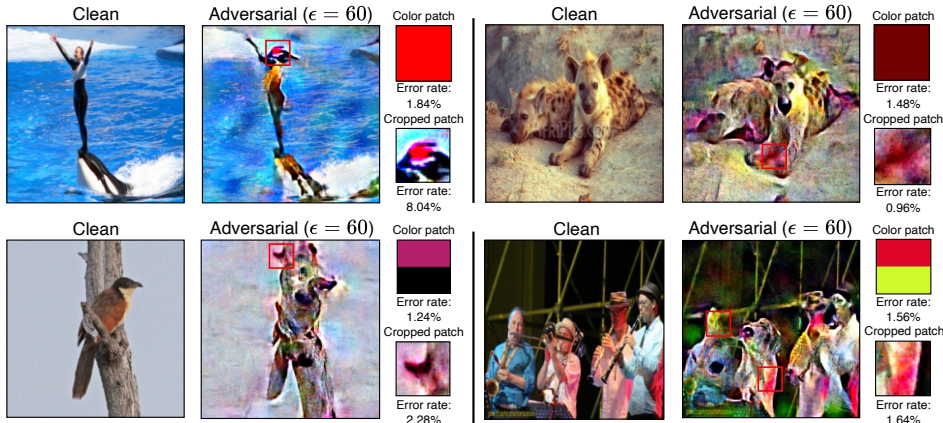 Clean
Adversarial (ϵ = 60)
Color patch
Error rate:
1.84%
Cropped patch
Error rate:
8.04%
Clean
Adversarial (ϵ = 60)
Color patch
Error rate:
1.48%
Cropped patch
Error rate:
0.96%
Clean
Adversarial (ϵ = 60)
Color patch
Error rate:
1.24%
Cropped patch
Error rate:
2.28%
Clean
Adversarial (ϵ = 60)
Color patch
Error rate:
1.56%
Cropped patch
Error rate:
1.64%